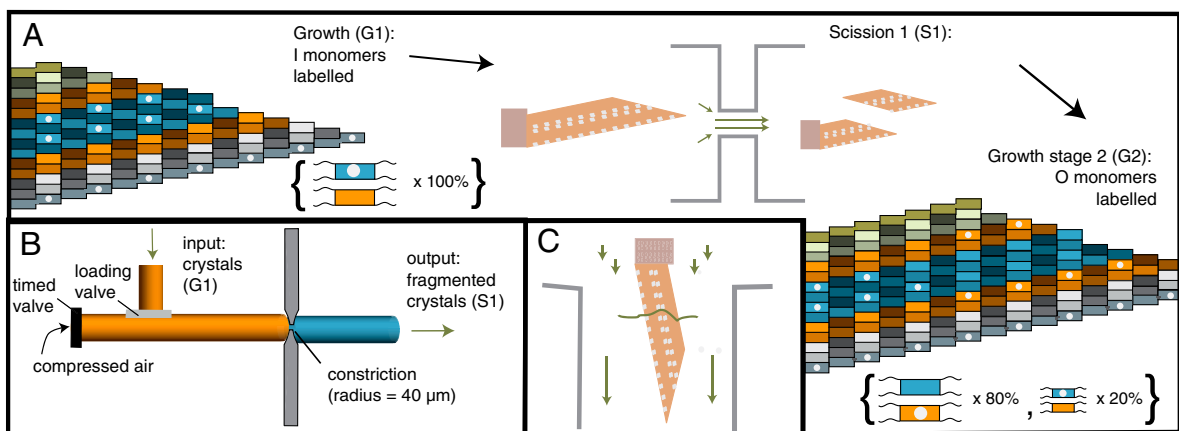 A
Growth (G1):
I monomers
labelled
{ x 100% }
Scission 1 (S1):
Growth stage 2 (G2):
O monomers
labelled
{ x 80% , x 20% }
B
input:
crystals
(G1)
loading
valve
timed
valve
compressed air
output:
fragmented
crystals (S1)
constriction
(radius = 40 μm)
C